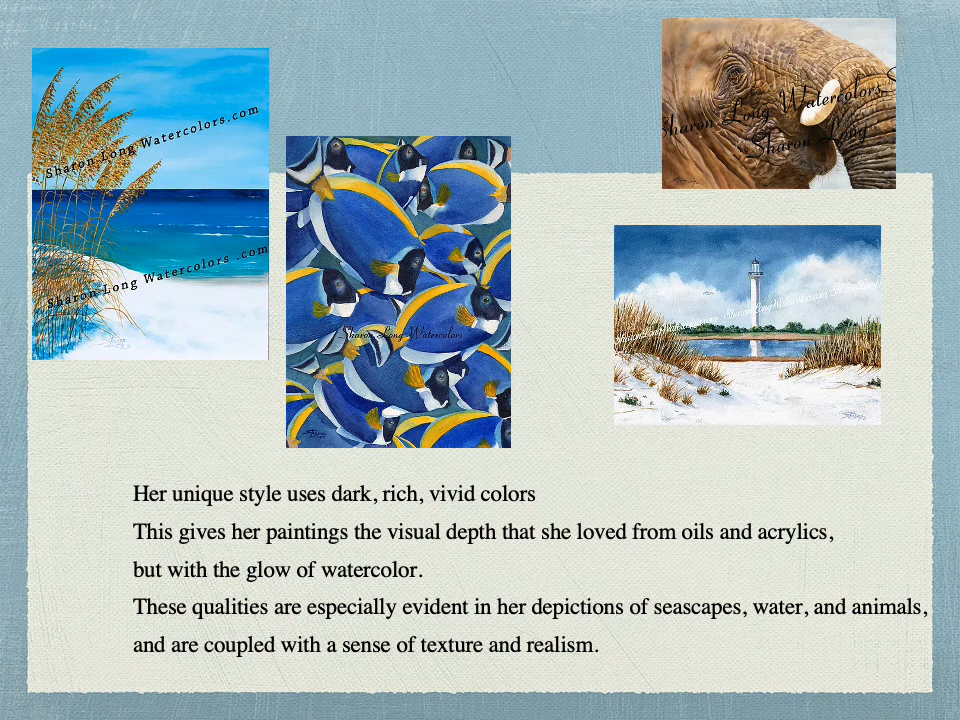 Sharon Long Watercolors.com
Sharon Long Watercolors .com
Sharon Long Watercolors
Sharon Long Watercolors S
Sharon Long
SharonLongWatercolors.com
Her unique style uses dark, rich, vivid colors
This gives her paintings the visual depth that she loved from oils and acrylics,
but with the glow of watercolor.
These qualities are especially evident in her depictions of seascapes, water, and animals,
and are coupled with a sense of texture and realism.